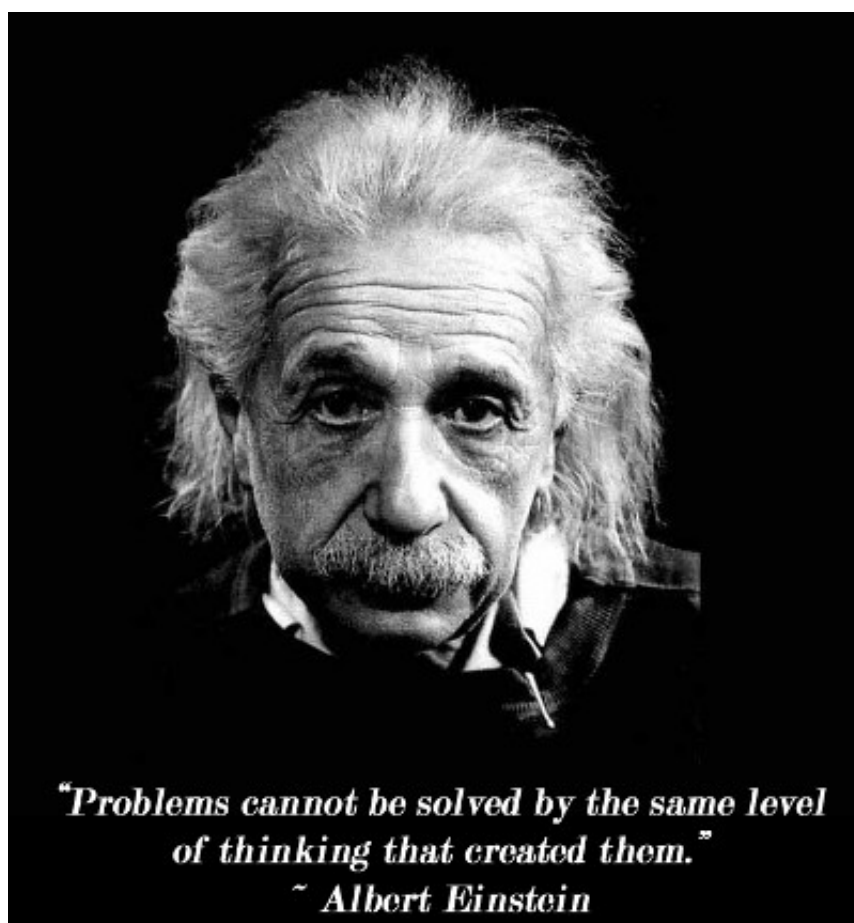 “Problems cannot be solved by the same level
of thinking that created them.”
~ Albert Einstein